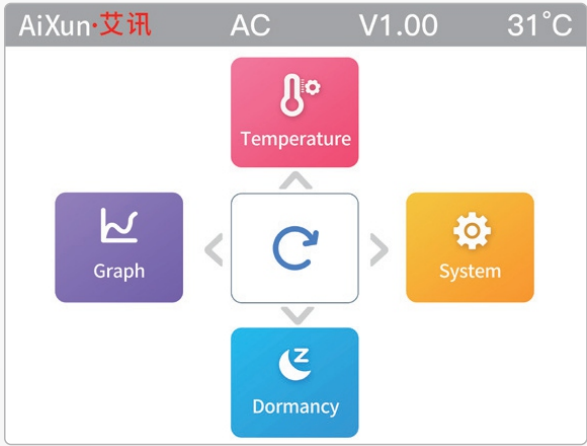 AiXun·艾讯 AC V1.00 31°C
Temperature
Graph
System
Dormancy